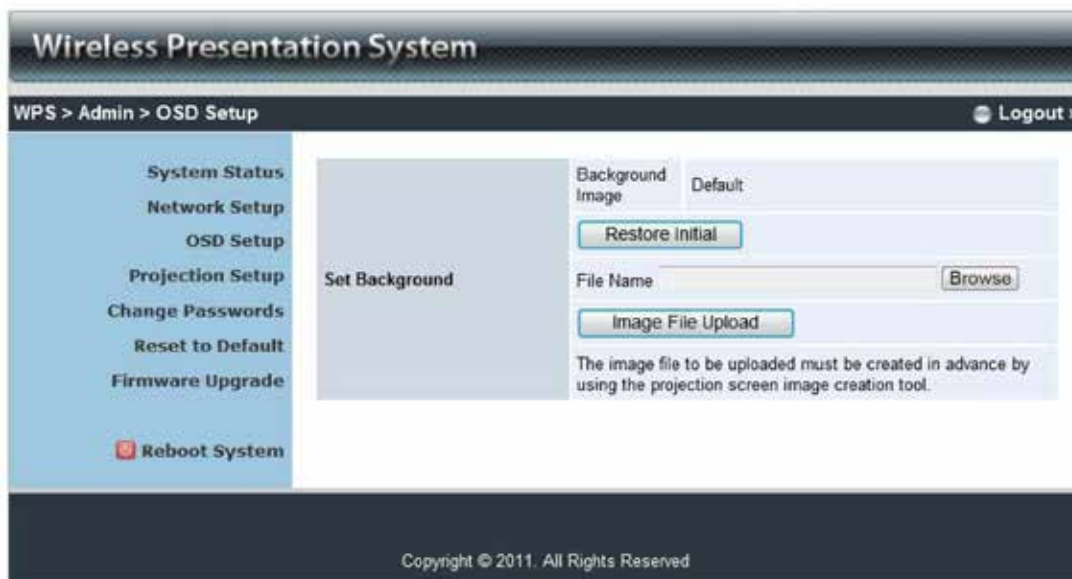 Wireless Presentation System
WPS > Admin > OSD Setup
Logout
System Status
Network Setup
OSD Setup
Projection Setup
Change Passwords
Reset to Default
Firmware Upgrade
Reboot System
Set Background
Background
Image
Default
Restore Initial
File Name
Browse
Image File Upload
The image file to be uploaded must be created in advance by
using the projection screen image creation tool.
Copyright © 2011. All Rights Reserved